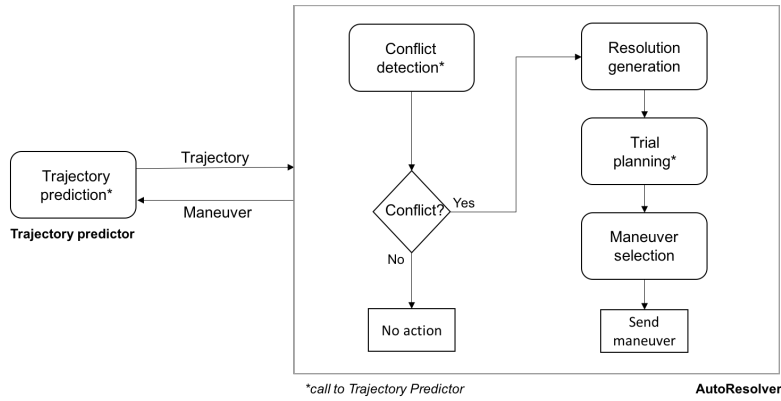 Conflict
detection*
Resolution
generation
Trajectory
prediction*
Trajectory predictor
Trajectory
Maneuver
Conflict?
Yes
No
No action
Trial
planning*
Maneuver
selection
Send
maneuver
*call to Trajectory Predictor
AutoResolver